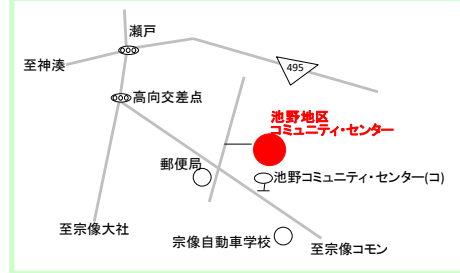 瀬戸
至神湊
495
高向交差点
池野地区
コミュニティ・センター
郵便局
池野コミュニティ・センター(コ)
至宗像大社
宗像自動車学校
至宗像コモン